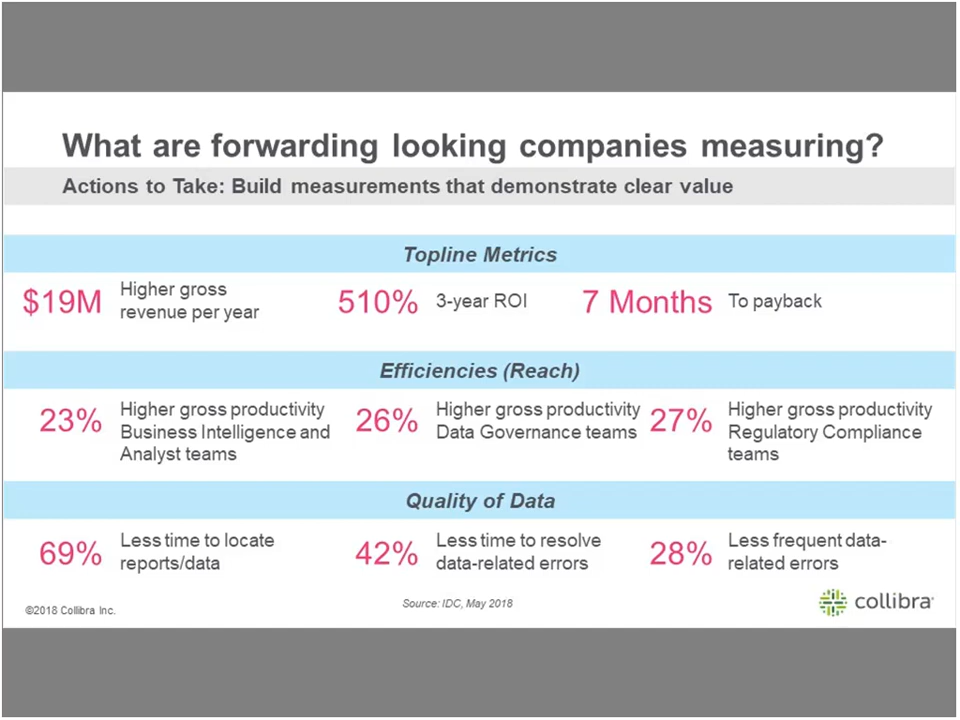 What are forwarding looking companies measuring?
Actions to Take: Build measurements that demonstrate clear value
Topline Metrics
$19M
Higher gross
revenue per year
510%
3-year ROI
7 Months
To payback
Efficiencies (Reach)
23%
Higher gross productivity
Business Intelligence and
Analyst teams
26%
Higher gross productivity
Data Governance teams
27%
Higher gross productivity
Regulatory Compliance
teams
Quality of Data
69%
Less time to locate
reports/data
42%
Less time to resolve
data-related errors
28%
Less frequent data-
related errors
©2018 Collibra Inc.
Source: IDC, May 2018
collibra